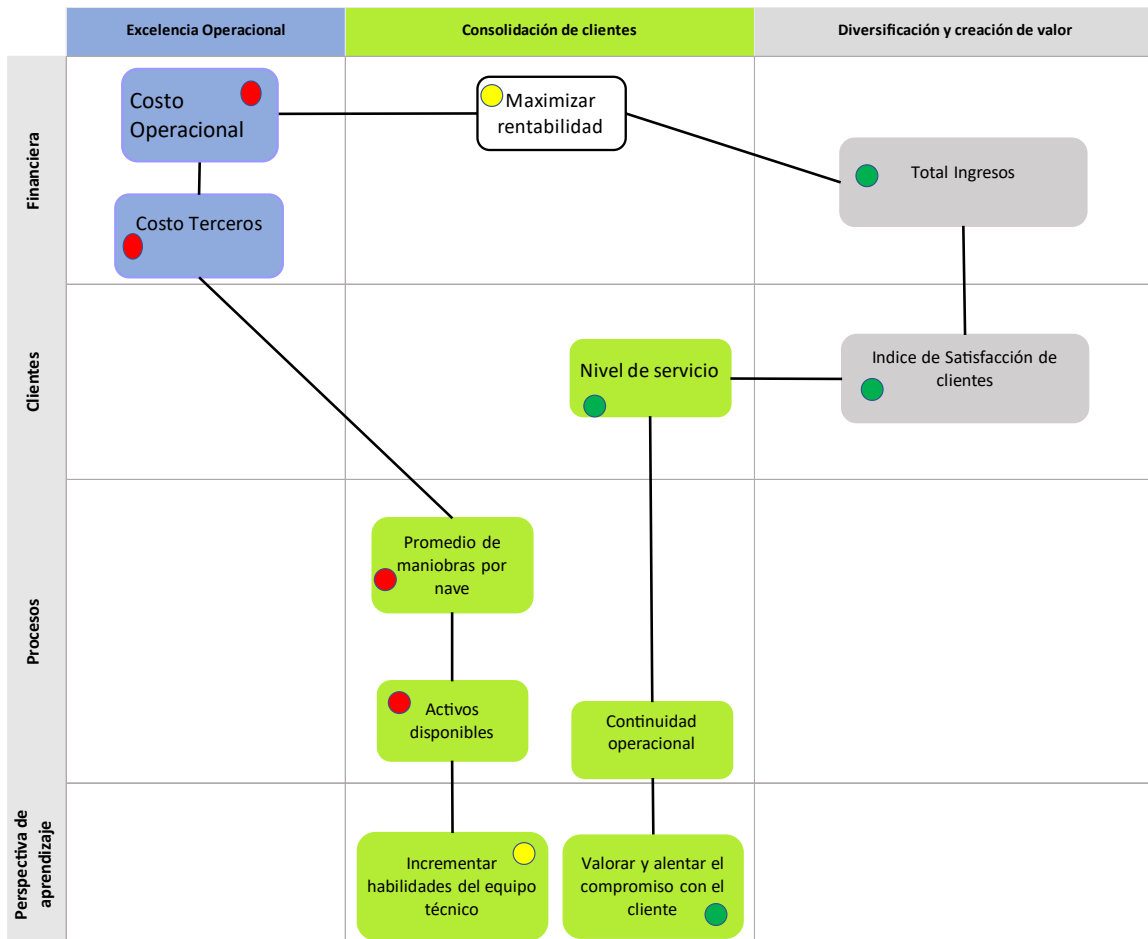 Excelencia Operacional
Consolidación de clientes
Diversificación y creación de valor
Financiera
Costo
Operacional
Maximizar
rentabilidad
Total Ingresos
Costo Terceros
Clientes
Nivel de servicio
Indice de Satisfacción de
clientes
Procesos
Promedio de
maniobras por
nave
Activos
disponibles
Continuidad
operacional
Perspectiva de
aprendizaje
Incrementar
habilidades del equipo
técnico
Valorar y alentar el
compromiso con el
cliente